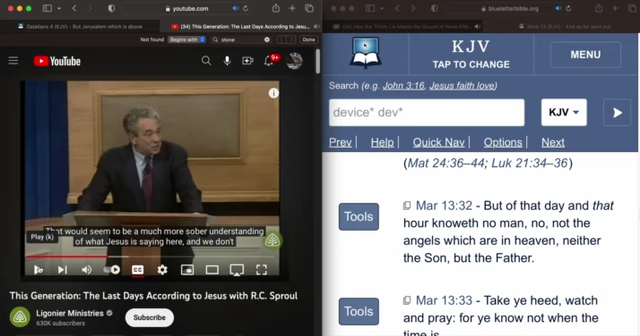 youtube.com
Galatians 4 (KJV) - But Jerusalem which is above
(34) This Generation: The Last Days According to Jesu...
Not found
Begins with
stone
Done
YouTube
9+
That would seem to be a much more sober understanding
of what Jesus is saying here, and we don't
Play (k)
CC
This Generation: The Last Days According to Jesus with R.C. Sproul
Ligonier Ministries
630K subscribers
Subscribe
blueletterbible.org
KJV
TAP TO CHANGE
MENU
Search (e.g. John 3:16, Jesus faith love)
device* dev*
KJV
Prev| Help| Quick Nav| Options| Next
(Mat 24:36–44; Luk 21:34–36)
Tools
Mar 13:32 - But of that day and that
hour knoweth no man, no, not the
angels which are in heaven, neither
the Son, but the Father.
Tools
Mar 13:33 - Take ye heed, watch
and pray: for ye know not when the
time is.